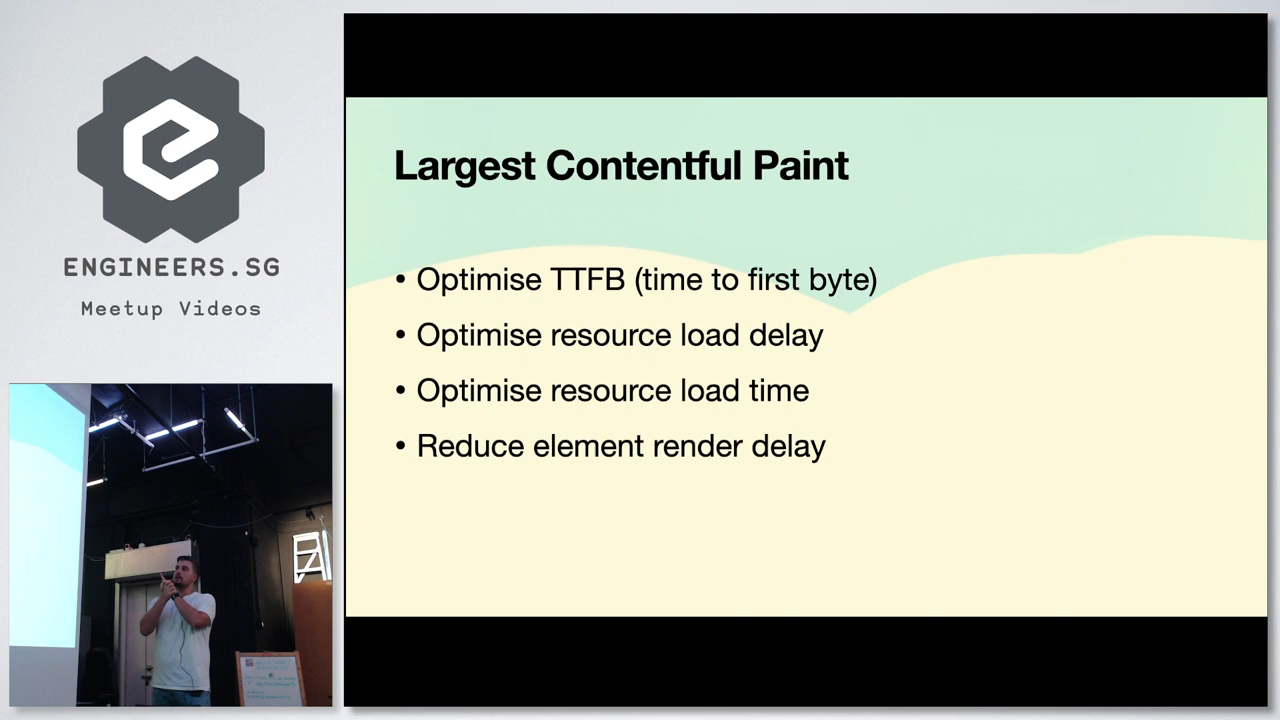 ENGINEERS.SG
Meetup Videos
Largest Contentful Paint
• Optimise TTFB (time to first byte)
• Optimise resource load delay
• Optimise resource load time
• Reduce element render delay